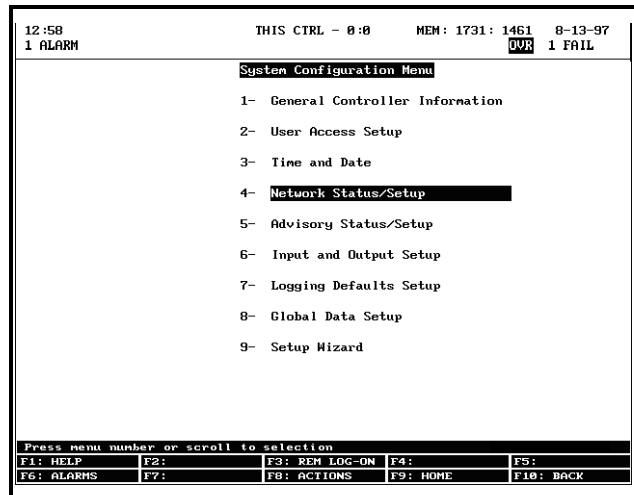 12:58 THIS CTRL - 0:0 MEM: 1731: 1461 8-13-97
1 ALARM OVR 1 FAIL
System Configuration Menu
1- General Controller Information
2- User Access Setup
3- Time and Date
4- Network Status/Setup
5- Advisory Status/Setup
6- Input and Output Setup
7- Logging Defaults Setup
8- Global Data Setup
9- Setup Wizard
Press menu number or scroll to selection
F1: HELP F2: F3: REM LOG-ON F4: F5:
F6: ALARMS F7: F8: ACTIONS F9: HOME F10: BACK